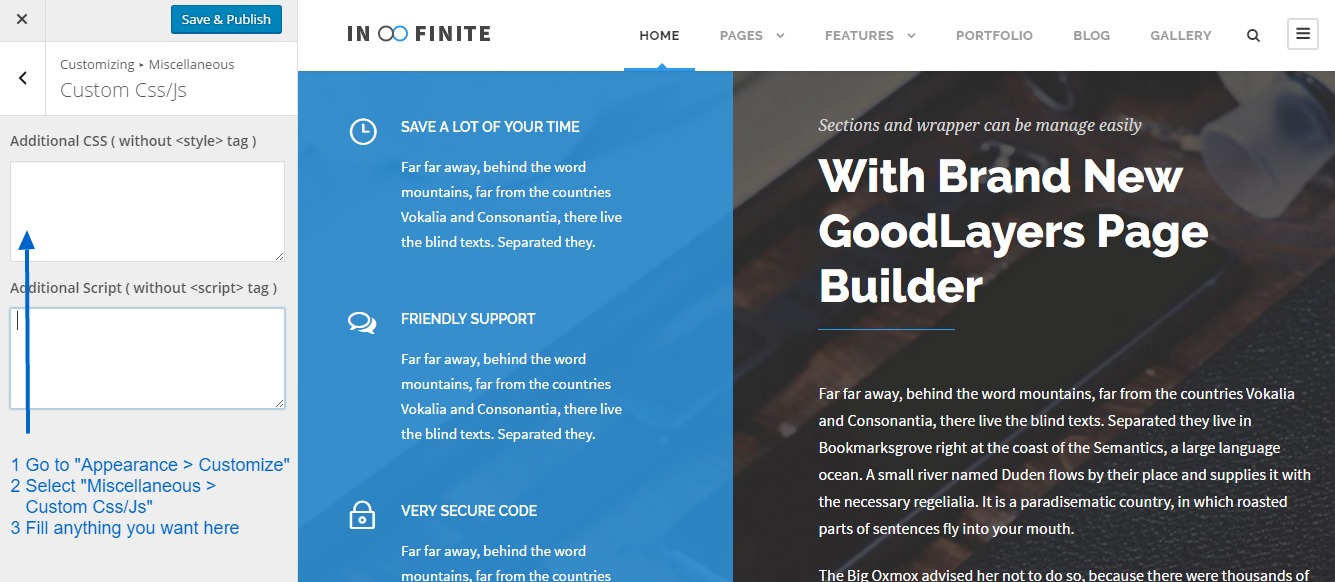 Save & Publish
Customizing ▸ Miscellaneous
Custom Css/Js
Additional CSS ( without <style> tag )
Additional Script ( without <script> tag )
1 Go to "Appearance > Customize"
2 Select "Miscellaneous >
Custom Css/Js"
3 Fill anything you want here
IN FINITE
HOME
PAGES
FEATURES
PORTFOLIO
BLOG
GALLERY
SAVE A LOT OF YOUR TIME
Far far away, behind the word
mountains, far from the countries
Vokalia and Consonantia, there live
the blind texts. Separated they.
FRIENDLY SUPPORT
Far far away, behind the word
mountains, far from the countries
Vokalia and Consonantia, there live
the blind texts. Separated they.
VERY SECURE CODE
Far far away, behind the word
mountains, far from the countries
Sections and wrapper can be manage easily
With Brand New
GoodLayers Page
Builder
Far far away, behind the word mountains, far from the countries Vokalia
and Consonantia, there live the blind texts. Separated they live in
Bookmarksgrove right at the coast of the Semantics, a large language
ocean. A small river named Duden flows by their place and supplies it with
the necessary regelialia. It is a paradisematic country, in which roasted
parts of sentences fly into your mouth.
The Big Oxmox advised her not to do so, because there were thousands of